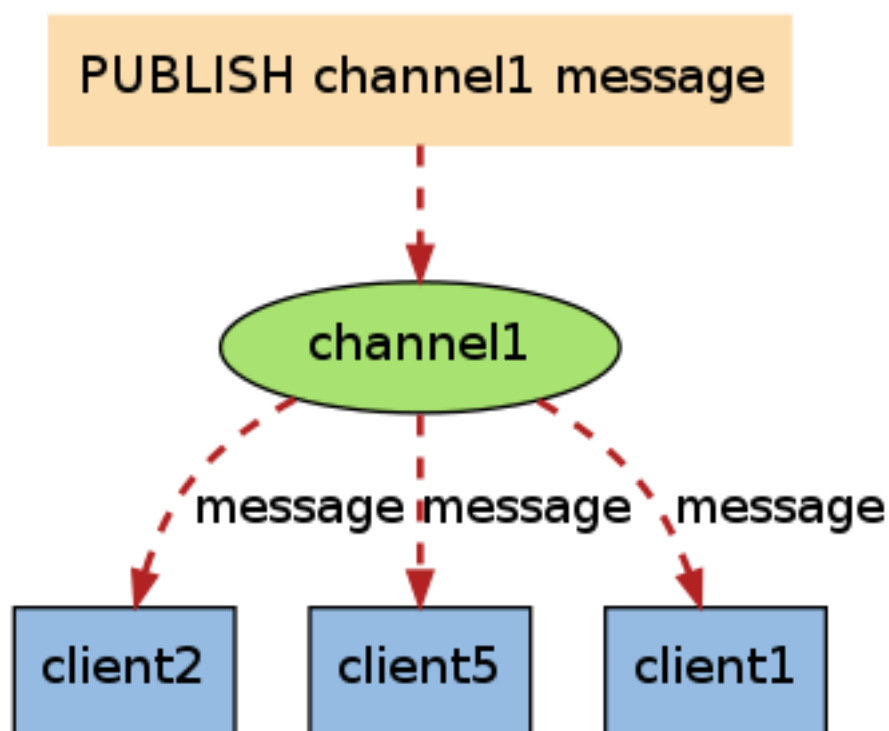 PUBLISH channel1 message
channel1
message message message
client2 client5 client1